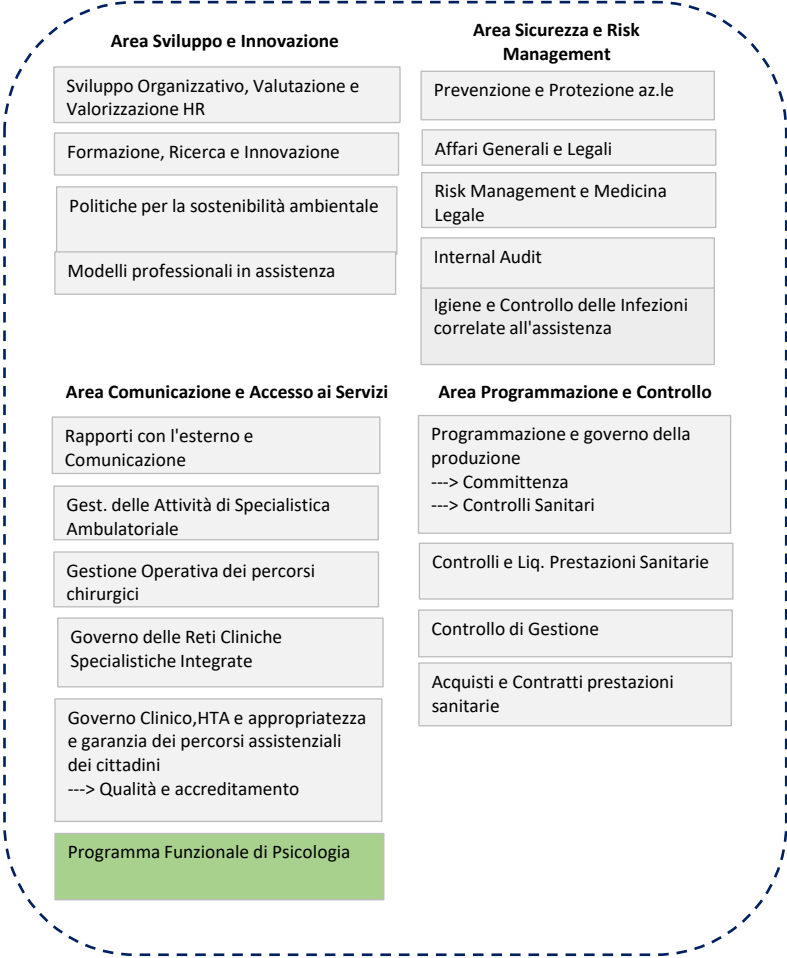 Area Sviluppo e Innovazione
Sviluppo Organizzativo, Valutazione e
Valorizzazione HR
Formazione, Ricerca e Innovazione
Politiche per la sostenibilità ambientale
Modelli professionali in assistenza
Area Sicurezza e Risk
Management
Prevenzione e Protezione az.le
Affari Generali e Legali
Risk Management e Medicina
Legale
Internal Audit
Igiene e Controllo delle Infezioni
correlate all'assistenza
Area Comunicazione e Accesso ai Servizi
Rapporti con l'esterno e
Comunicazione
Gest. delle Attività di Specialistica
Ambulatoriale
Gestione Operativa dei percorsi
chirurgici
Governo delle Reti Cliniche
Specialistiche Integrate
Governo Clinico,HTA e appropriatezza
e garanzia dei percorsi assistenziali
dei cittadini
---> Qualità e accreditamento
Programma Funzionale di Psicologia
Area Programmazione e Controllo
Programmazione e governo della
produzione
---> Committenza
---> Controlli Sanitari
Controlli e Liq. Prestazioni Sanitarie
Controllo di Gestione
Acquisti e Contratti prestazioni
sanitarie